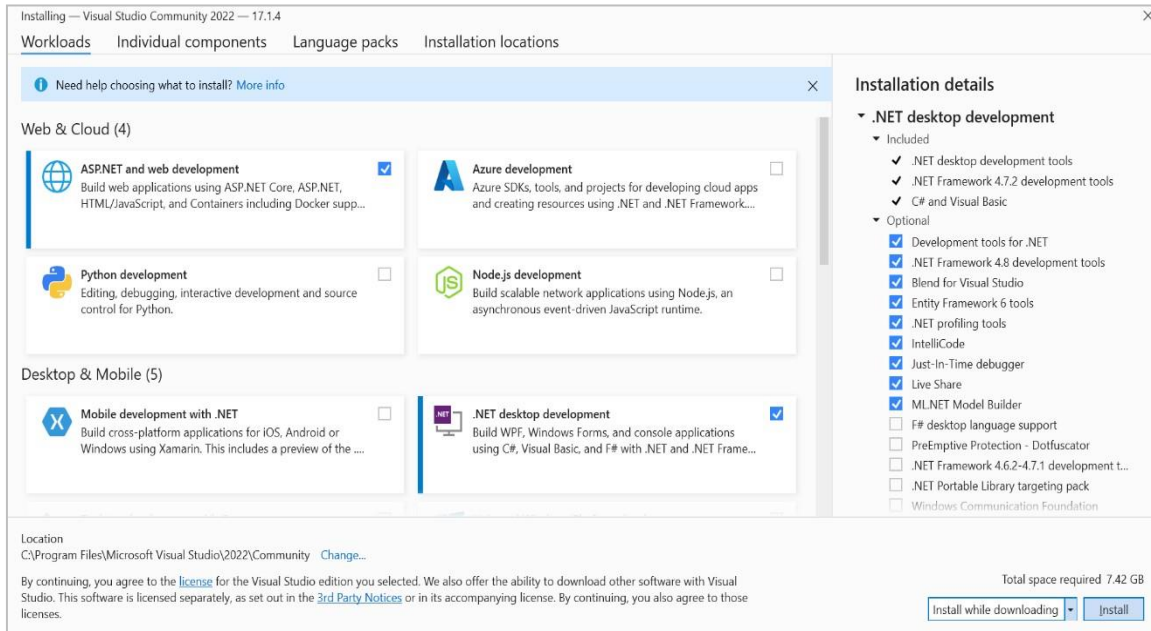 Installing — Visual Studio Community 2022 — 17.1.4
Workloads Individual components Language packs Installation locations
Need help choosing what to install? More info
Web & Cloud (4)
ASP.NET and web development
Build web applications using ASP.NET Core, ASP.NET,
HTML/JavaScript, and Containers including Docker supp...
Azure development
Azure SDKs, tools, and projects for developing cloud apps
and creating resources using .NET and .NET Framework....
Python development
Editing, debugging, interactive development and source
control for Python.
Node.js development
Build scalable network applications using Node.js, an
asynchronous event-driven JavaScript runtime.
Desktop & Mobile (5)
Mobile development with .NET
Build cross-platform applications for iOS, Android or
Windows using Xamarin. This includes a preview of the ....
.NET
.NET desktop development
Build WPF, Windows Forms, and console applications
using C#, Visual Basic, and F# with .NET and .NET Frame...
Installation details
.NET desktop development
Included
.NET desktop development tools
.NET Framework 4.7.2 development tools
C# and Visual Basic
Optional
Development tools for .NET
.NET Framework 4.8 development tools
Blend for Visual Studio
Entity Framework 6 tools
.NET profiling tools
IntelliCode
Just-In-Time debugger
Live Share
ML.NET Model Builder
F# desktop language support
PreEmptive Protection - Dotfuscator
.NET Framework 4.6.2-4.7.1 development t...
.NET Portable Library targeting pack
Windows Communication Foundation
Location
C:\Program Files\Microsoft Visual Studio\2022\Community Change...
By continuing, you agree to the license for the Visual Studio edition you selected. We also offer the ability to download other software with Visual
Studio. This software is licensed separately, as set out in the 3rd Party Notices or in its accompanying license. By continuing, you also agree to those
licenses.
Total space required 7.42 GB
Install while downloading Install